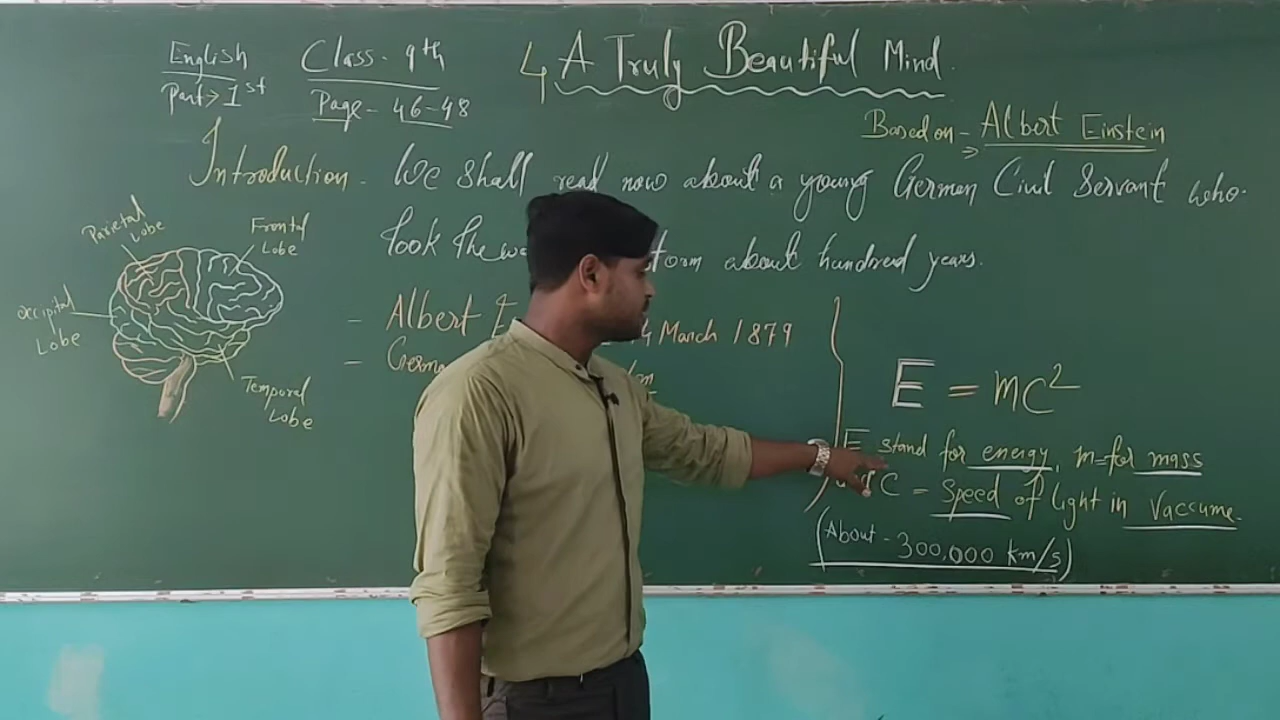 English
Part → 1st
Class - 9th
Page - 46-48
4 A Truly Beautiful Mind.
Based on - Albert Einstein
Introduction - We shall read now about a young German Civil Servant who
took the storm about hundred years.
Parietal Lobe
Frontal Lobe
Occipital Lobe
Temporal Lobe
- Albert 4 March 1879
-
E = mc²
E stand for energy, m=for mass
C = Speed of light in Vaccume.
(About - 300,000 km/s)